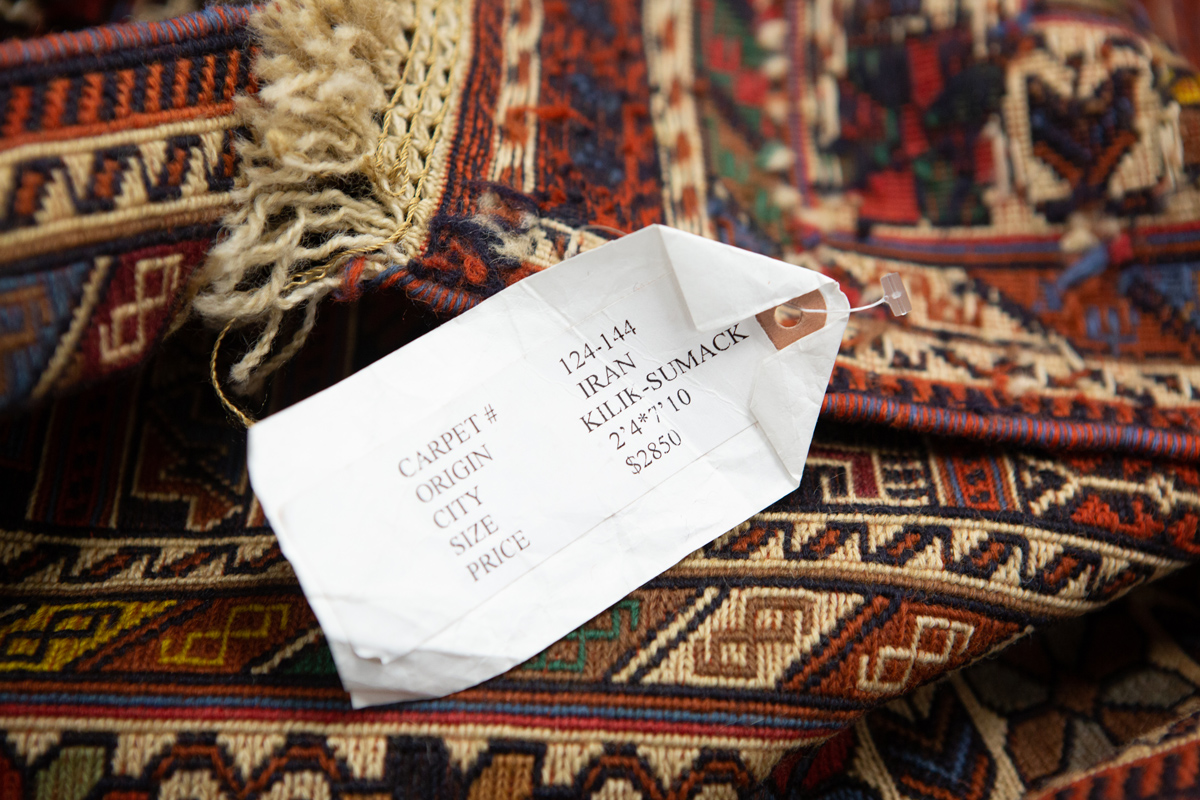 CARPET # 124-144
ORIGIN IRAN
CITY KILIK-SUMACK
SIZE 2'4*7'10
PRICE $2850